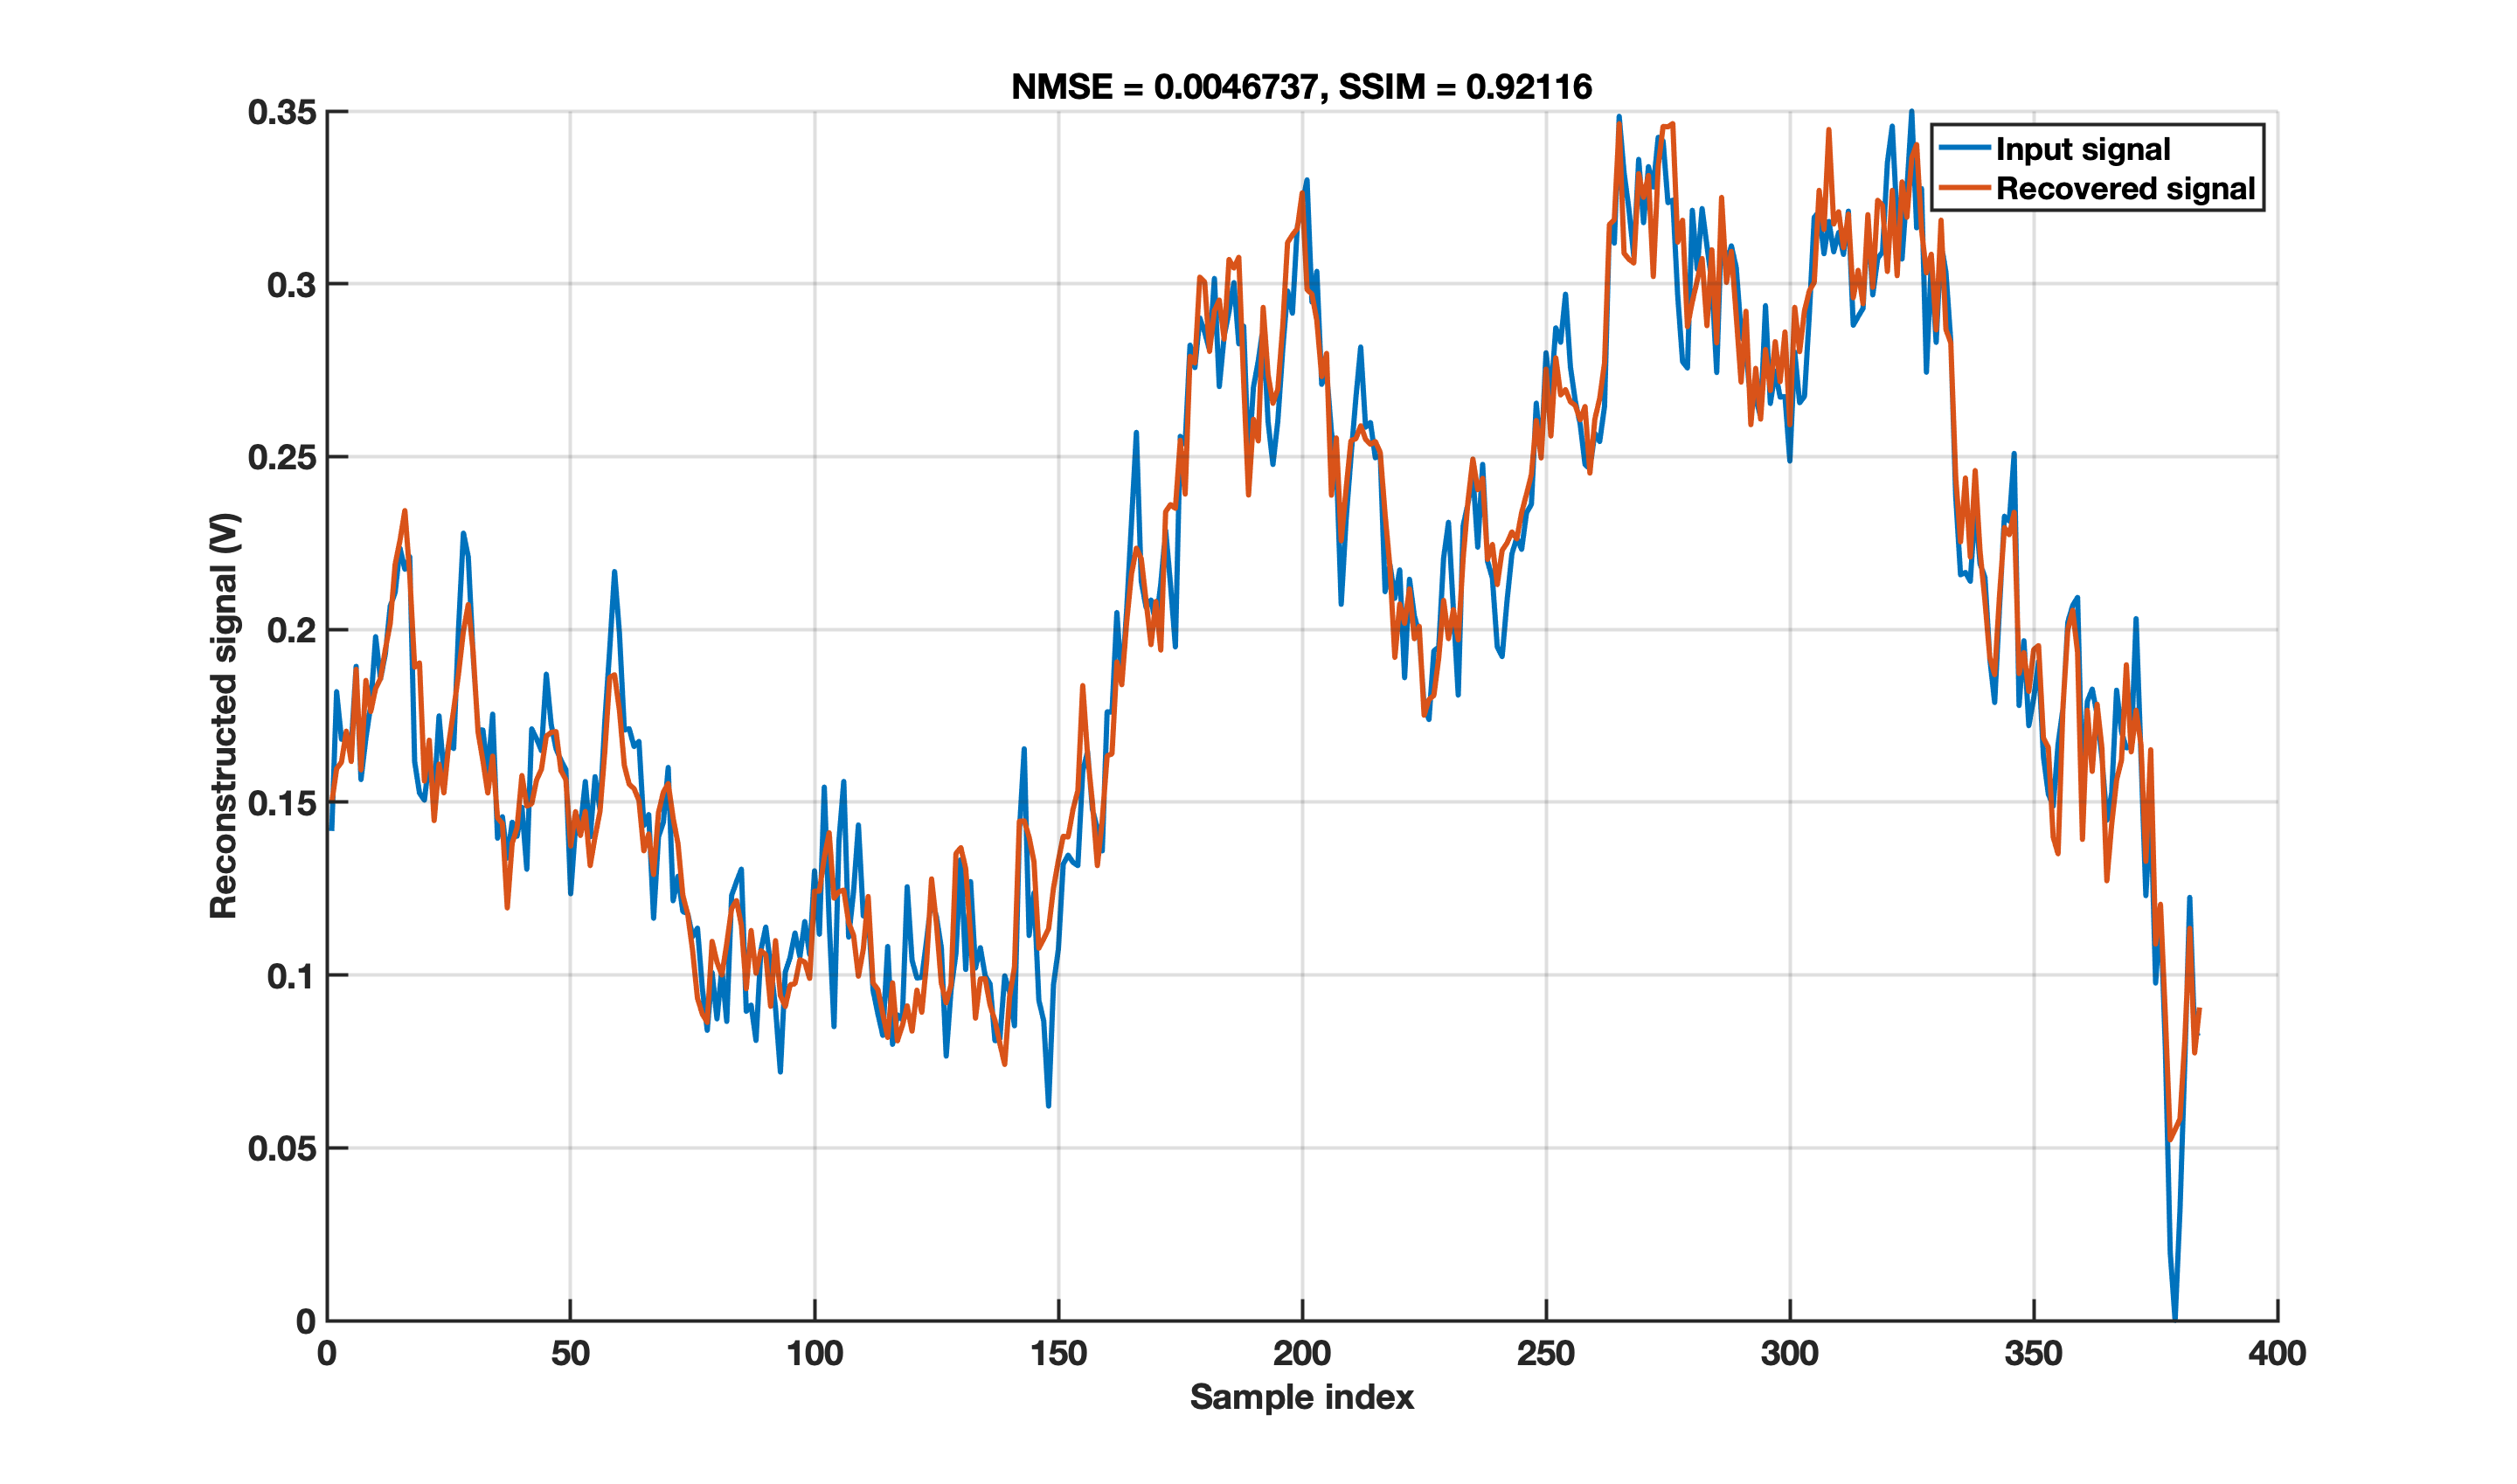 NMSE = 0.0046737, SSIM = 0.92116
Input signal
Recovered signal
Reconstructed signal (V)
0.35
0.3
0.25
0.2
0.15
0.1
0.05
0
0 50 100 150 200 250 300 350 400
Sample index